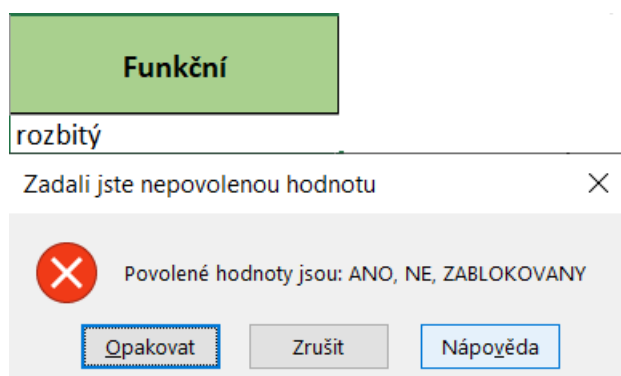 Funkční
rozbitý
Zadali jste nepovolenou hodnotu
Povolené hodnoty jsou: ANO, NE, ZABLOKOVANY
Opakovat Zrušit Nápověda